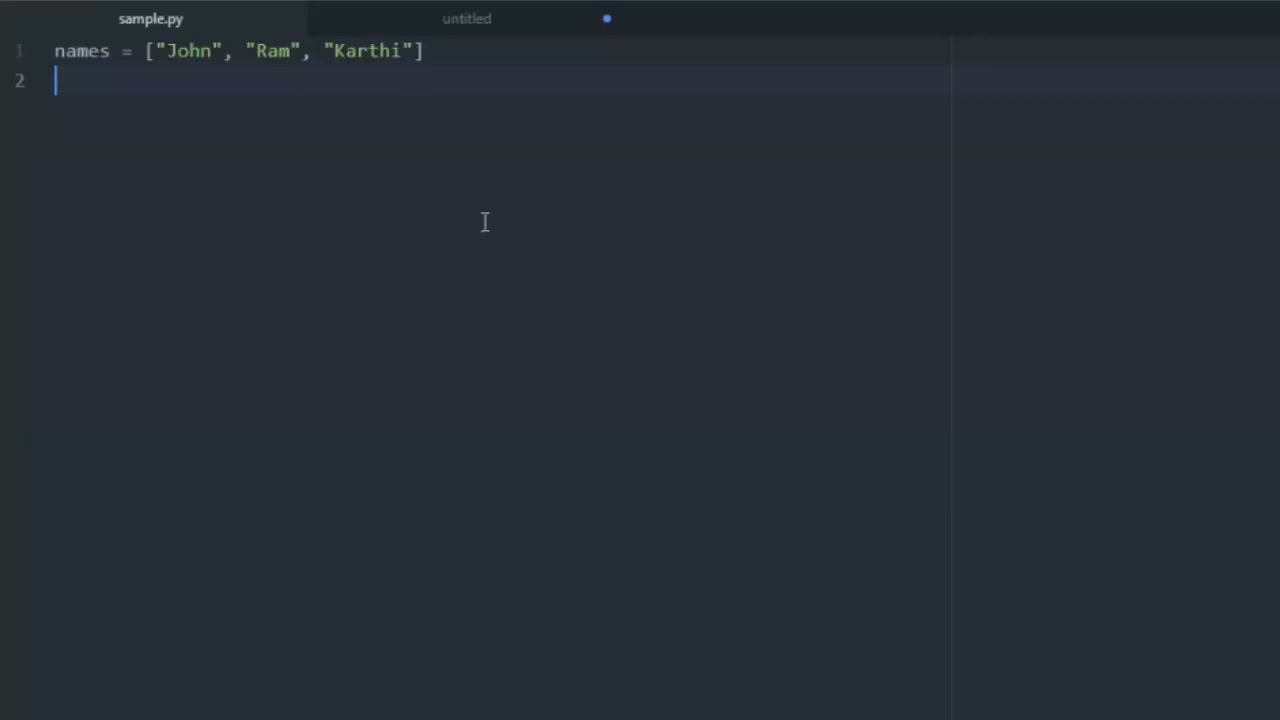 sample.py untitled
1 names = ["John", "Ram", "Karthi"]
2